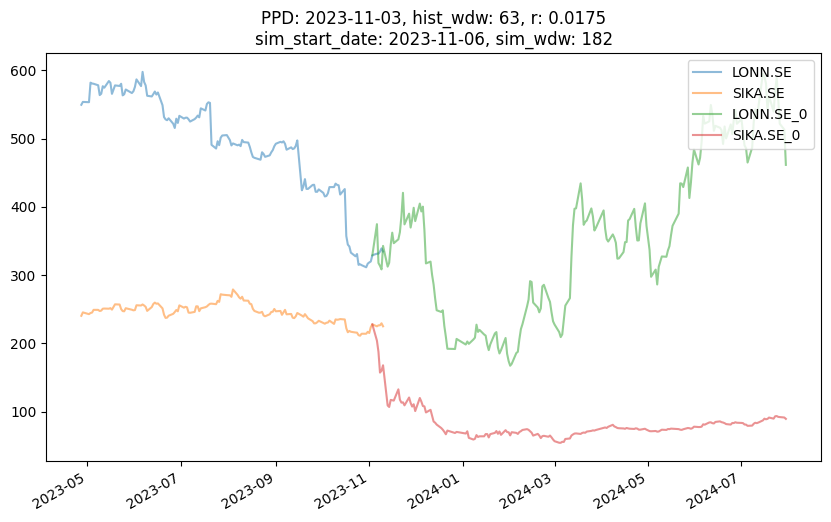 PPD: 2023-11-03, hist_wdw: 63, r: 0.0175
sim_start_date: 2023-11-06, sim_wdw: 182
LONN.SE
SIKA.SE
LONN.SE_0
SIKA.SE_0
600
500
400
300
200
100
2023-05
2023-07
2023-09
2023-11
2024-01
2024-03
2024-05
2024-07